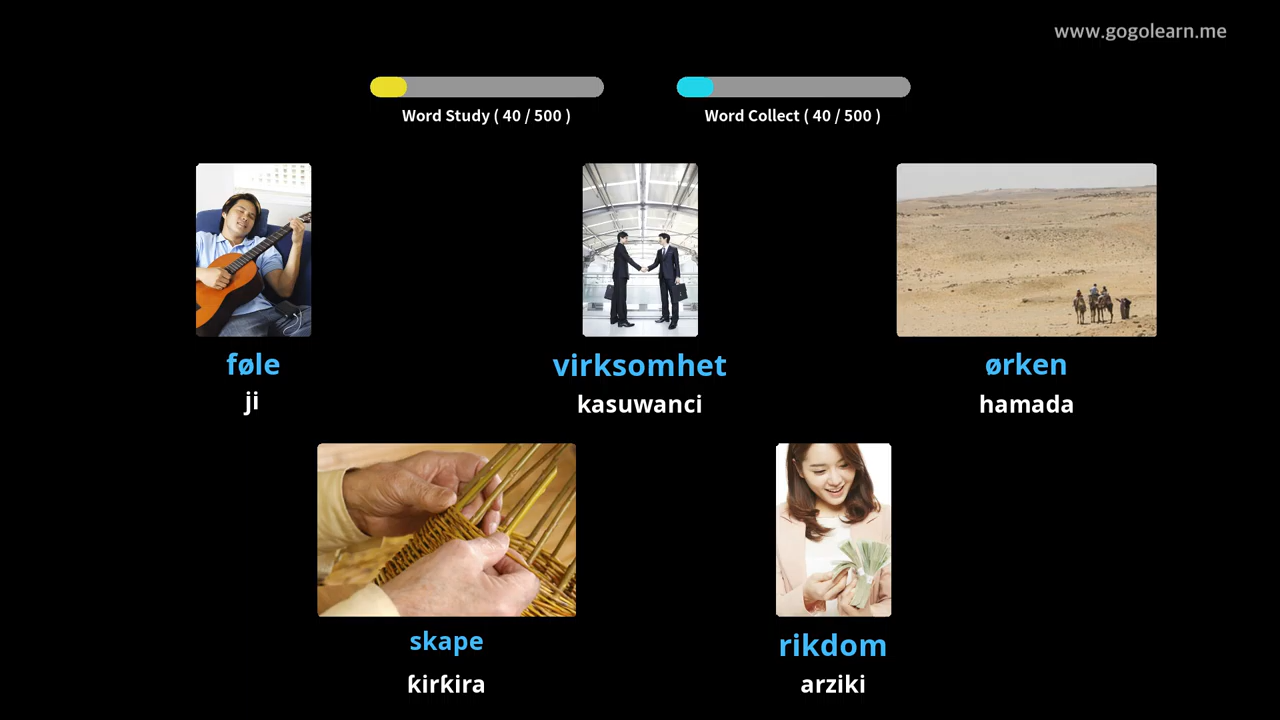 www.gogolearn.me
Word Study ( 40 / 500 )
Word Collect ( 40 / 500 )
føle
virksomhet
ørken
ji
kasuwanci
hamada
skape
rikdom
ƙirƙira
arziki